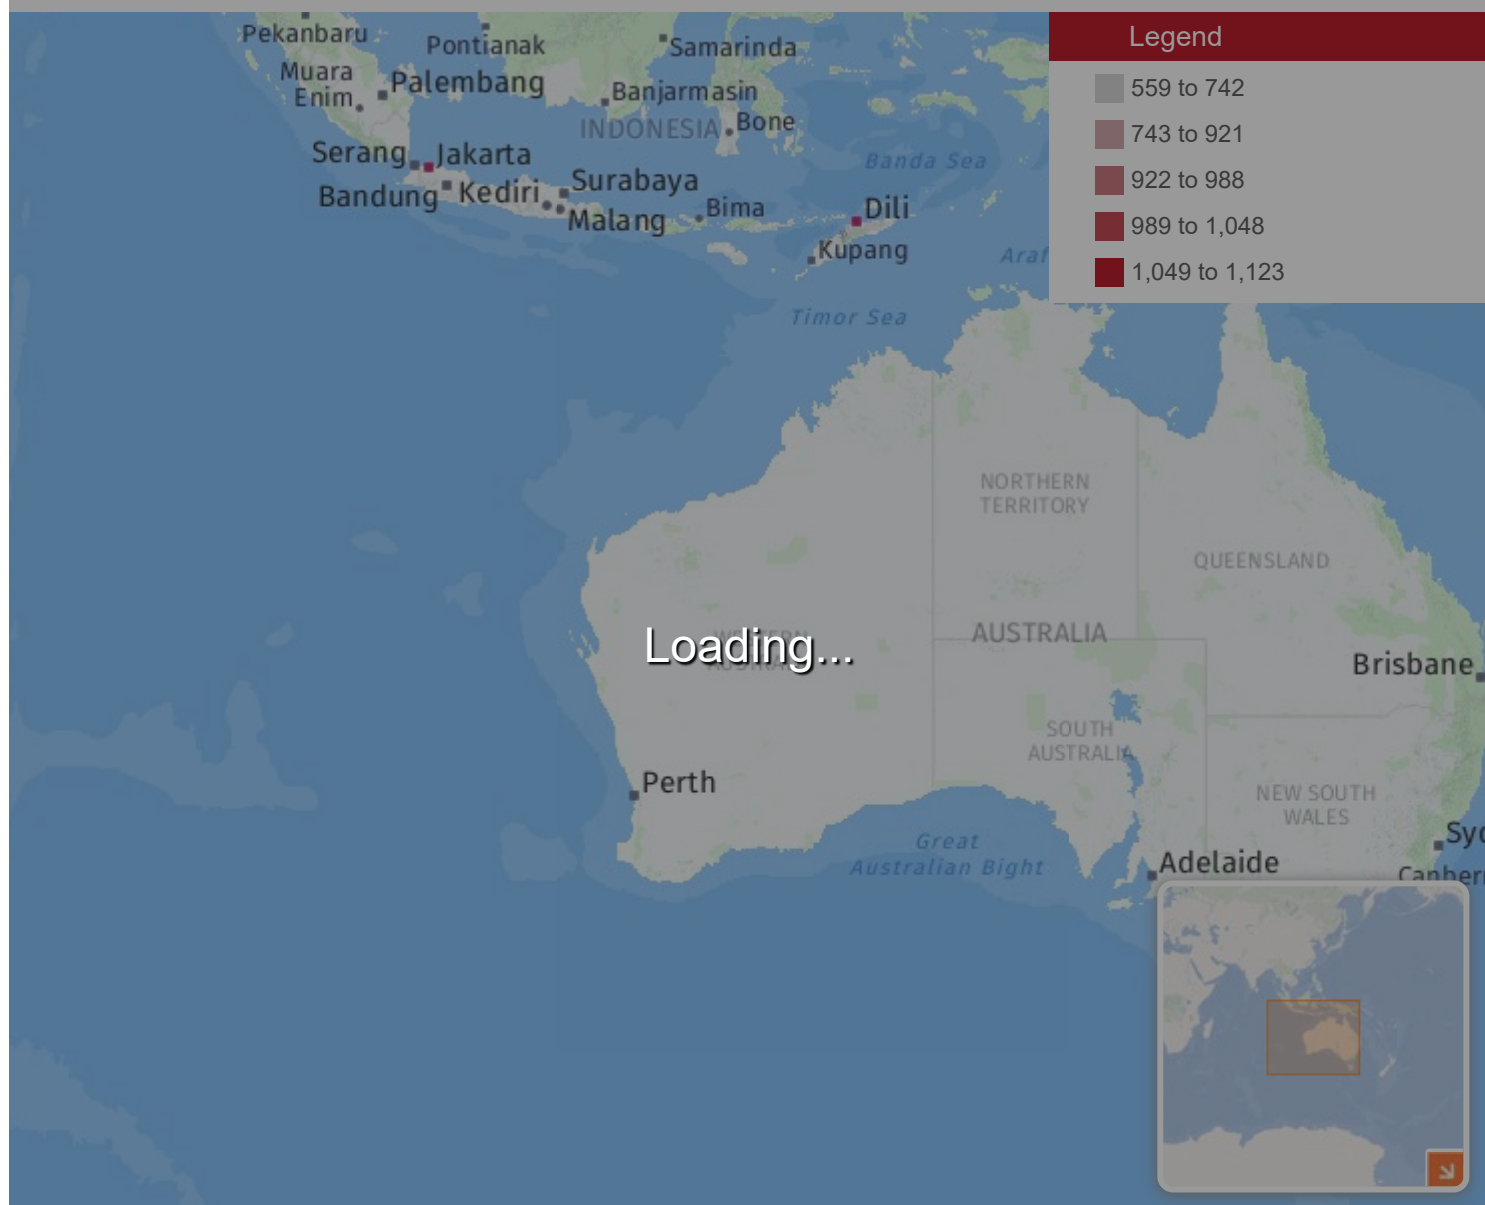 Pekanbaru
Pontianak
Samarinda
Muara
Enim
Palembang
Banjarmasin
INDONESIA
Bone
Serang
Jakarta
Banda Sea
Bandung
Kediri
Surabaya
Malang
Bima
Dili
Kupang
Araf
Timor Sea
Legend
559 to 742
743 to 921
922 to 988
989 to 1,048
1,049 to 1,123
NORTHERN
TERRITORY
QUEENSLAND
AUSTRALIA
Loading...
Brisbane
SOUTH
AUSTRALIA
Perth
NEW SOUTH
WALES
Great
Australian Bight
Syd
Adelaide
Canberr